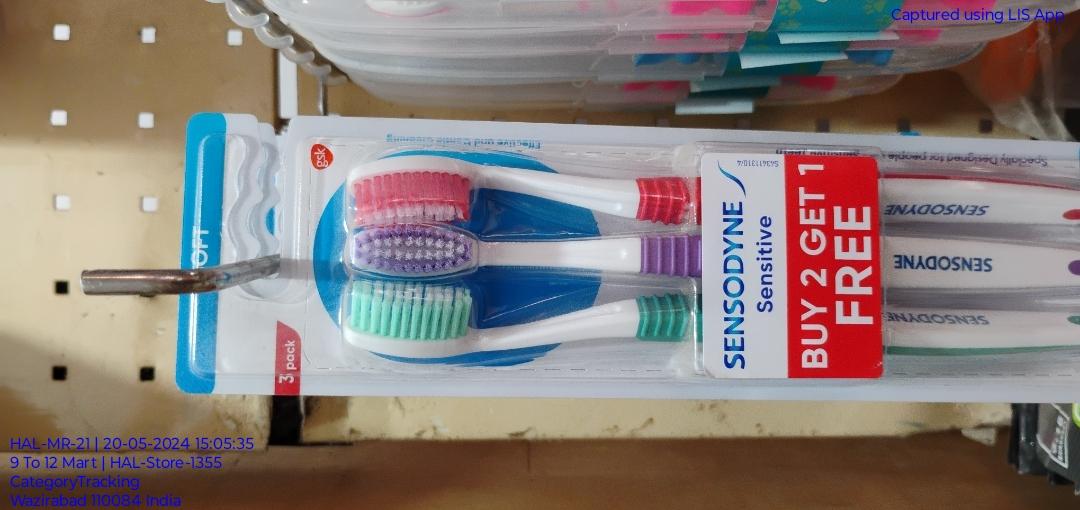 Captured using LIS App
Effective and Gentle Cleaning
Specially Designed for people
sensitive teeth
gsk
SOFT
3 pack
SENSODYNE
Sensitive
BUY 2 GET 1
FREE
SENSODYNE
SENSODYNE
SENSODYNE
HAL-MR-21 | 20-05-2024 15:05:35
9 To 12 Mart | HAL-Store-1355
CategoryTracking
Wazirabad 110084 India